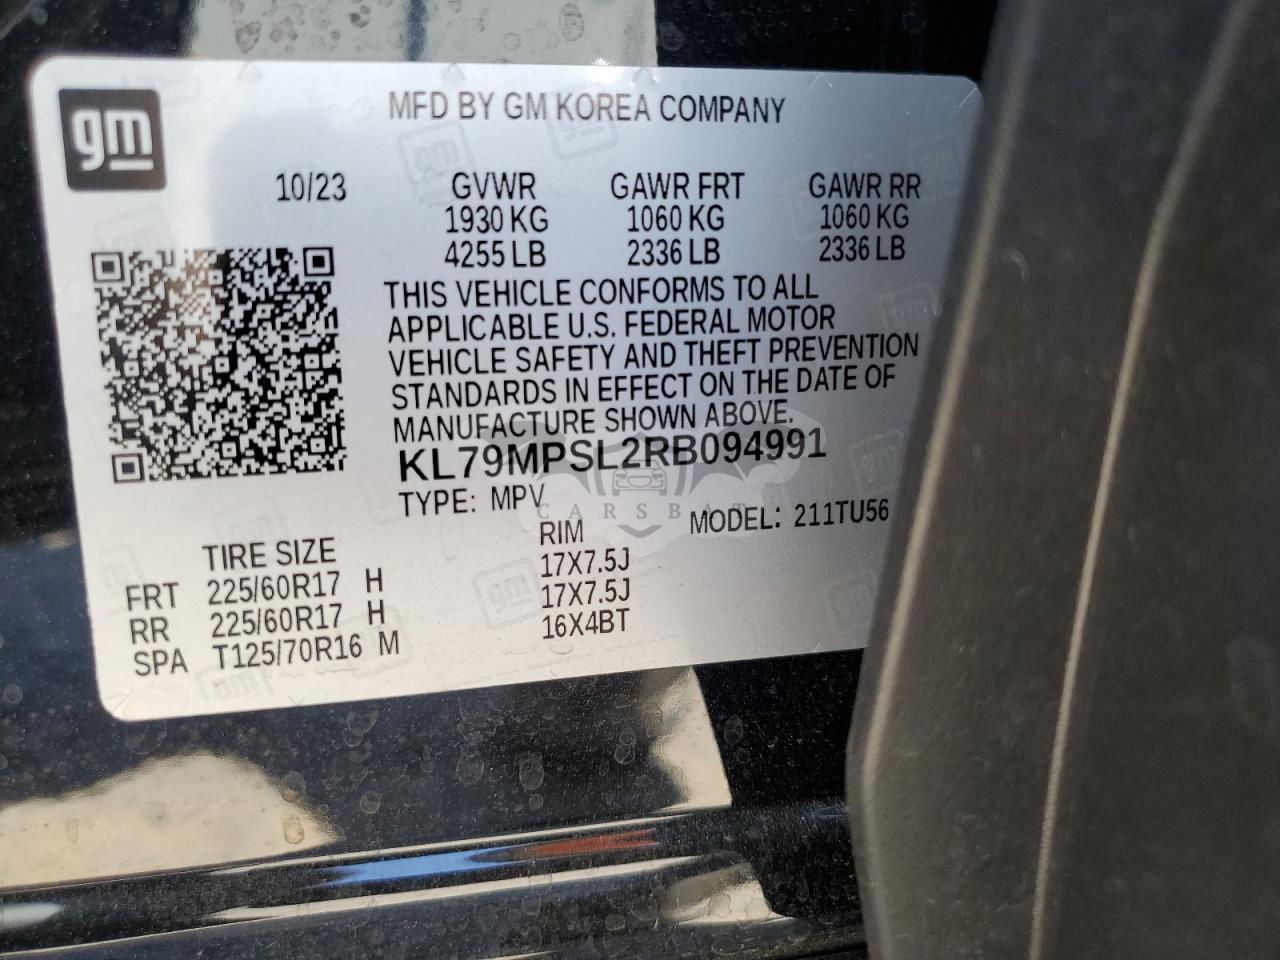 gm
MFD BY GM KOREA COMPANY
10/23 GVWR GAWR FRT GAWR RR
1930 KG 1060 KG 1060 KG
4255 LB 2336 LB 2336 LB
THIS VEHICLE CONFORMS TO ALL
APPLICABLE U.S. FEDERAL MOTOR
VEHICLE SAFETY AND THEFT PREVENTION
STANDARDS IN EFFECT ON THE DATE OF
MANUFACTURE SHOWN ABOVE.
KL79MPSL2RB094991
TYPE: MPV MODEL: 211TU56
CARSBAT
TIRE SIZE RIM
FRT 225/60R17 H 17X7.5J
RR 225/60R17 H 17X7.5J
SPA T125/70R16 M 16X4BT